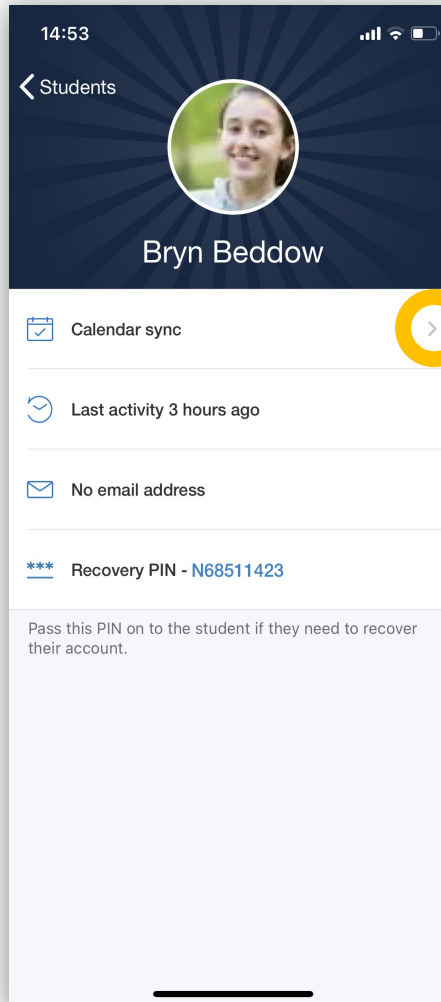 14:53
Students
Bryn Beddow
Calendar sync
Last activity 3 hours ago
No email address
*** Recovery PIN - N68511423
Pass this PIN on to the student if they need to recover
their account.